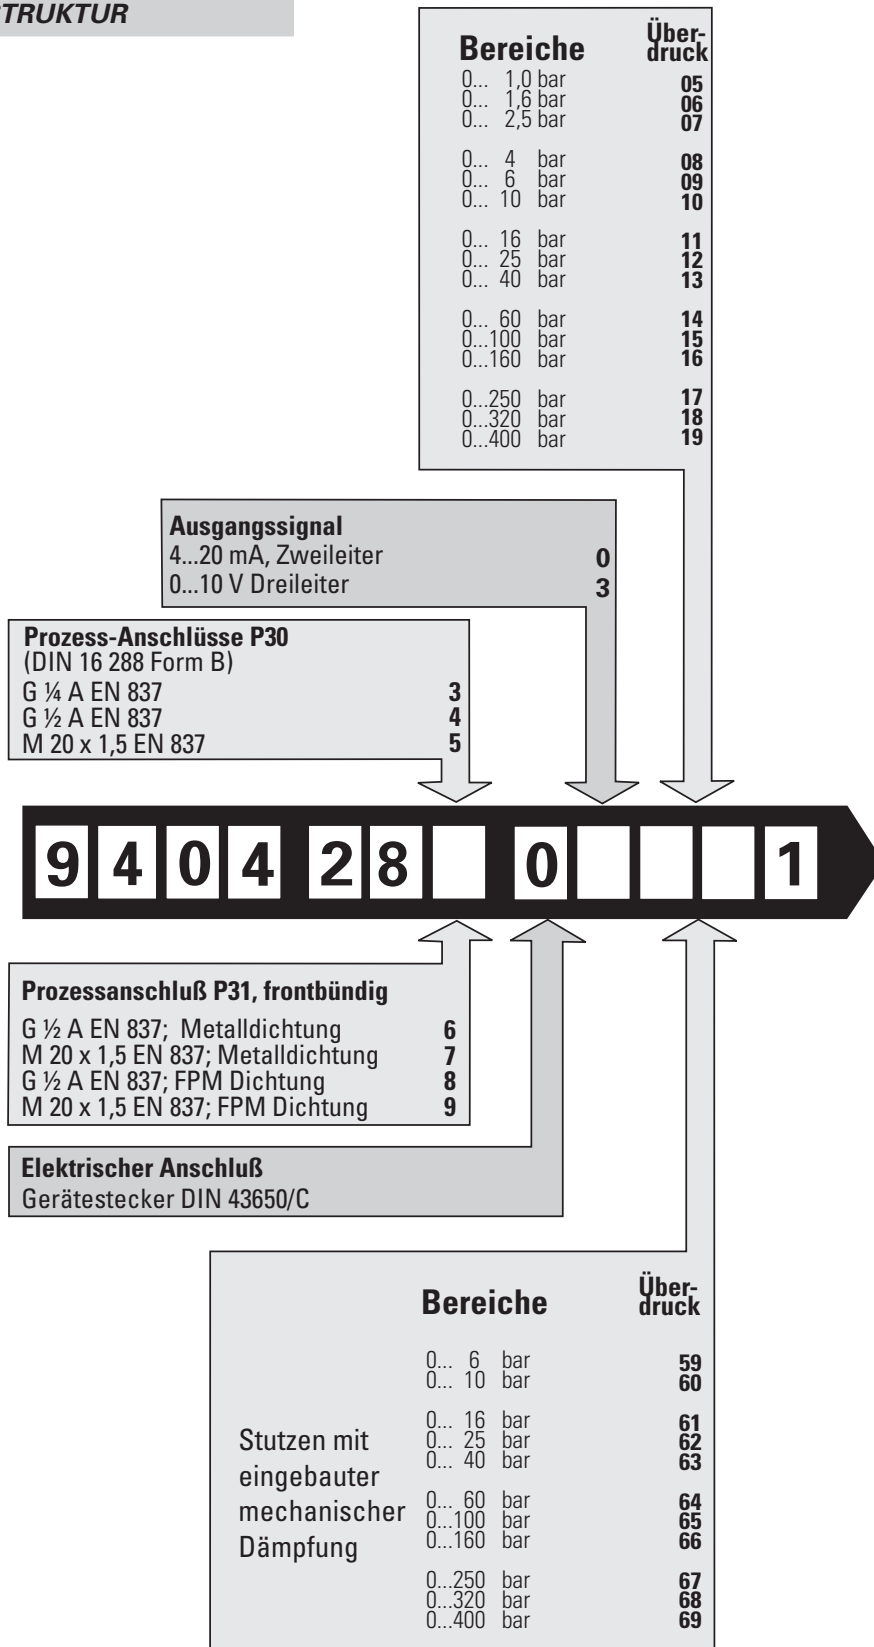 STRUKTUR
Bereiche Über-
druck
0... 1,0 bar 05
0... 1,6 bar 06
0... 2,5 bar 07
0... 4 bar 08
0... 6 bar 09
0... 10 bar 10
0... 16 bar 11
0... 25 bar 12
0... 40 bar 13
0... 60 bar 14
0...100 bar 15
0...160 bar 16
0...250 bar 17
0...320 bar 18
0...400 bar 19
Ausgangssignal
4...20 mA, Zweileiter 0
0...10 V Dreileiter 3
Prozess-Anschlüsse P30
(DIN 16 288 Form B)
G ¼ A EN 837 3
G ½ A EN 837 4
M 20 x 1,5 EN 837 5
9 4 0 4 2 8 0 1
Prozessanschluß P31, frontbündig
G ½ A EN 837; Metalldichtung 6
M 20 x 1,5 EN 837; Metalldichtung 7
G ½ A EN 837; FPM Dichtung 8
M 20 x 1,5 EN 837; FPM Dichtung 9
Elektrischer Anschluß
Gerätestecker DIN 43650/C
Bereiche Über-
druck
Stutzen mit
eingebauter
mechanischer
Dämpfung
0... 6 bar 59
0... 10 bar 60
0... 16 bar 61
0... 25 bar 62
0... 40 bar 63
0... 60 bar 64
0...100 bar 65
0...160 bar 66
0...250 bar 67
0...320 bar 68
0...400 bar 69